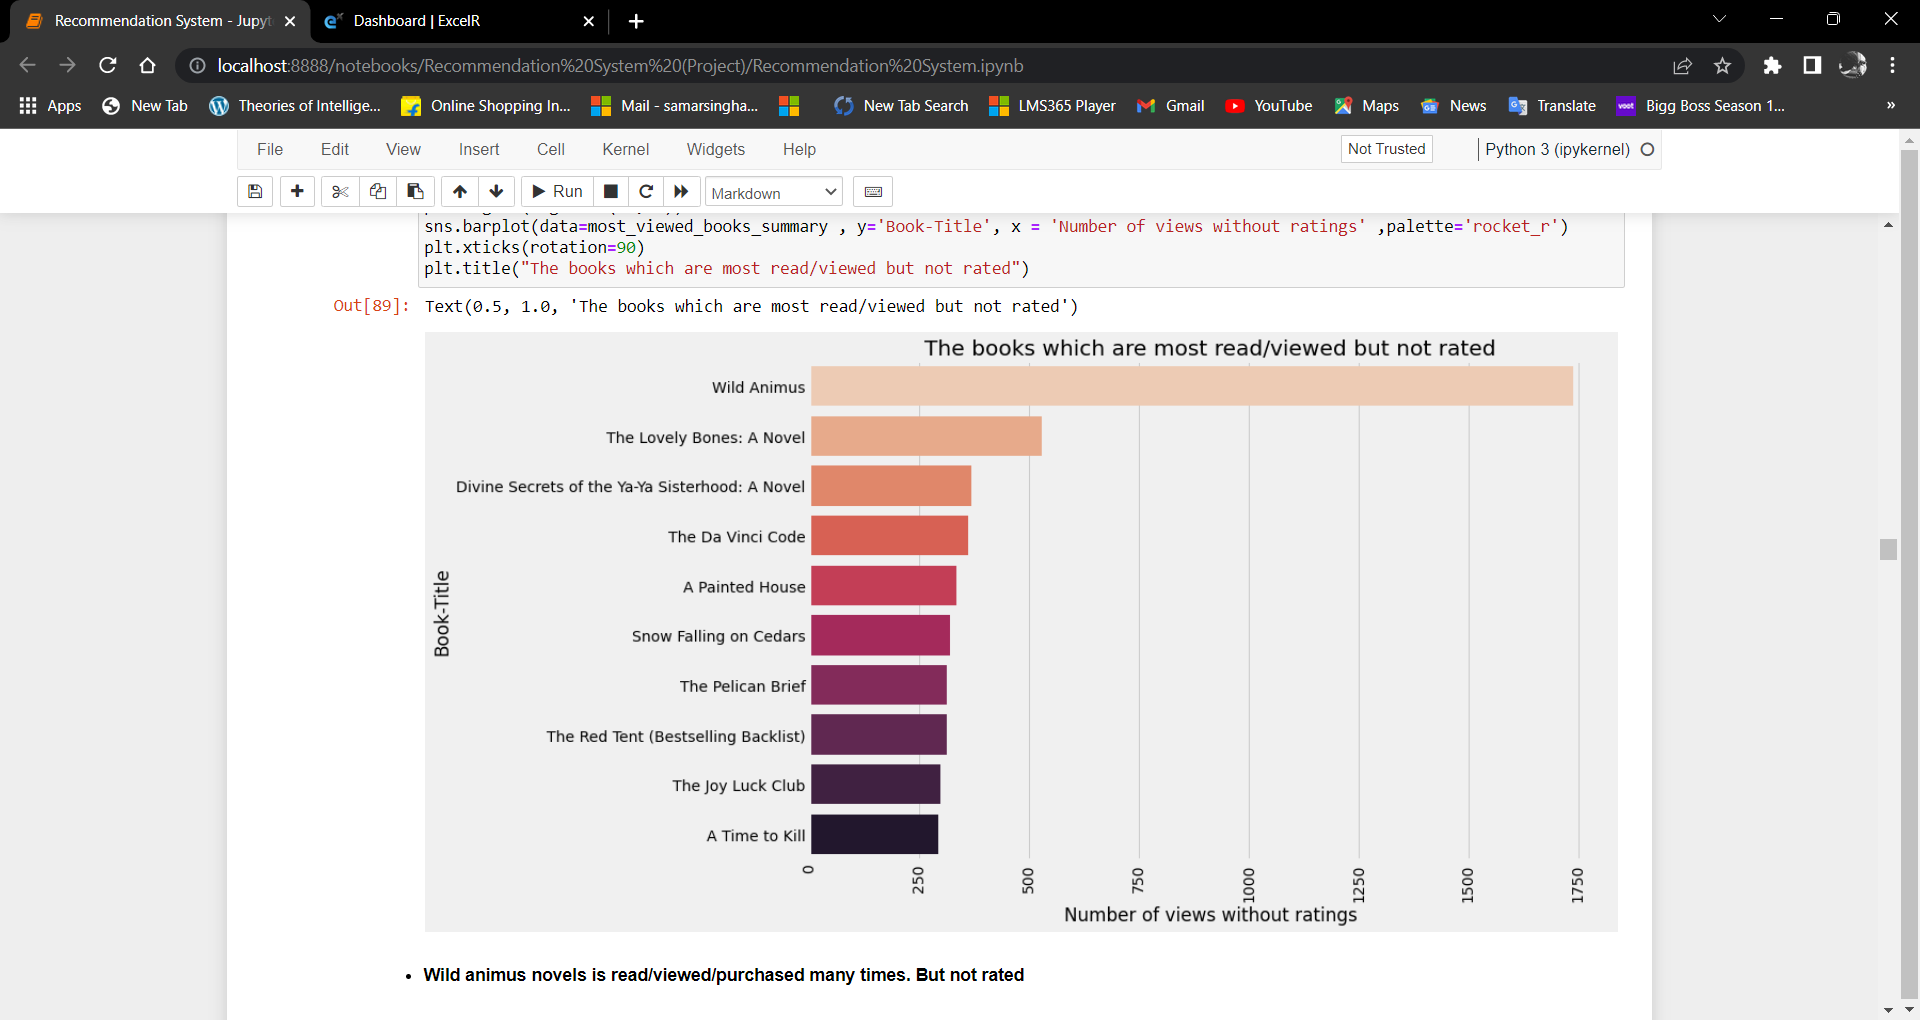 Recommendation System - Jupyt
Dashboard | ExcelR
localhost:8888/notebooks/Recommendation%20System%20(Project)/Recommendation%20System.ipynb
Apps New Tab Theories of Intellige... Online Shopping In... Mail - samarsingha... New Tab Search LMS365 Player Gmail YouTube Maps News Translate Bigg Boss Season 1... »
File Edit View Insert Cell Kernel Widgets Help Not Trusted Python 3 (ipykernel)
Run Markdown
sns.barplot(data=most_viewed_books_summary , y='Book-Title', x = 'Number of views without ratings' ,palette='rocket_r')
plt.xticks(rotation=90)
plt.title("The books which are most read/viewed but not rated")
Out[89]: Text(0.5, 1.0, 'The books which are most read/viewed but not rated')
The books which are most read/viewed but not rated
Book-Title
Wild Animus
The Lovely Bones: A Novel
Divine Secrets of the Ya-Ya Sisterhood: A Novel
The Da Vinci Code
A Painted House
Snow Falling on Cedars
The Pelican Brief
The Red Tent (Bestselling Backlist)
The Joy Luck Club
A Time to Kill
0 250 500 750 1000 1250 1500 1750
Number of views without ratings
• Wild animus novels is read/viewed/purchased many times. But not rated